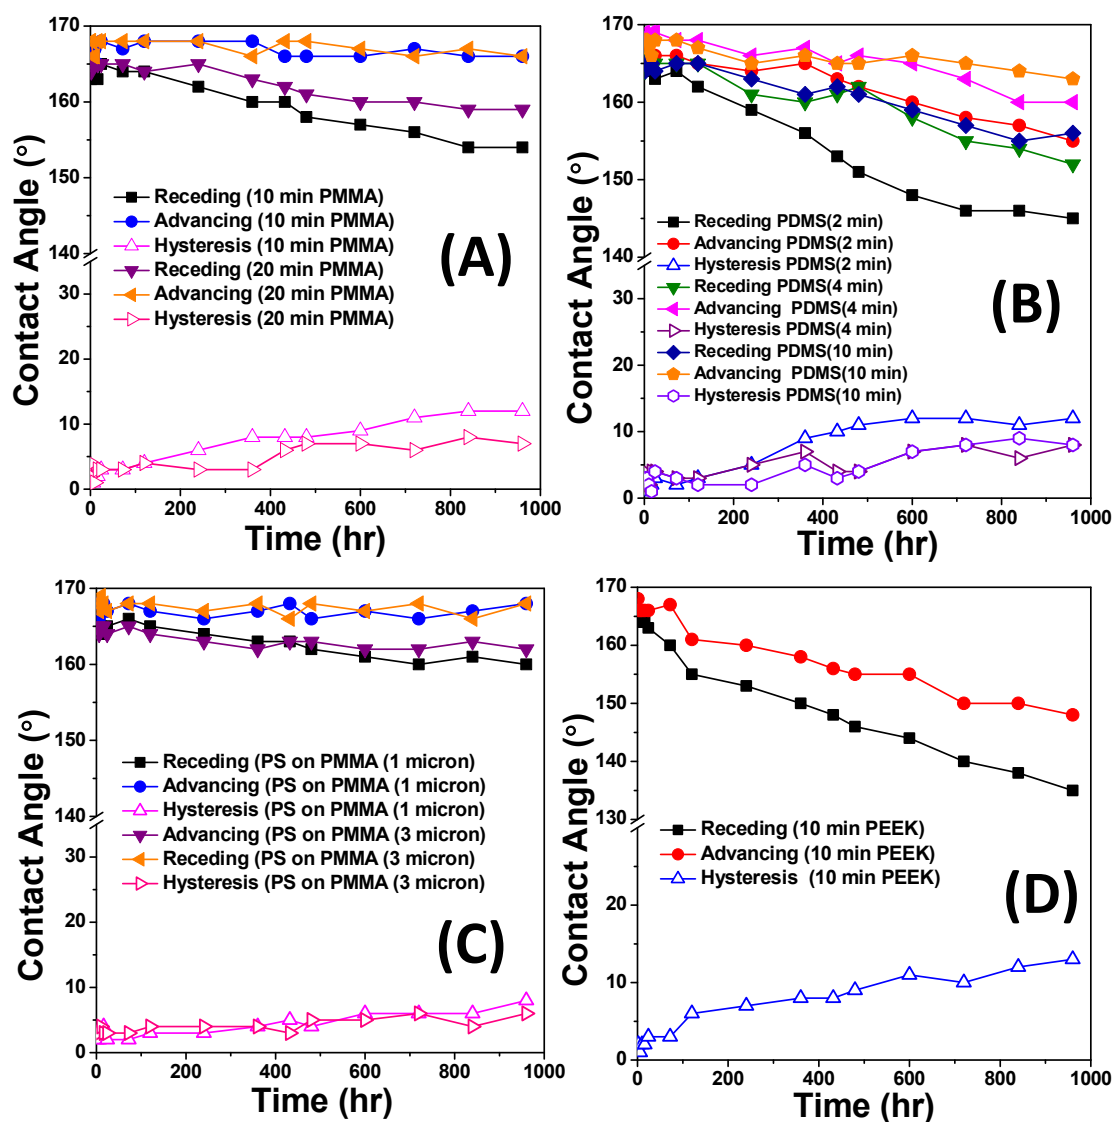 170
160
150
140
30
20
10
0
Contact Angle (°)
Receding (10 min PMMA)
Advancing (10 min PMMA)
Hysteresis (10 min PMMA)
Receding (20 min PMMA)
Advancing (20 min PMMA)
Hysteresis (20 min PMMA)
(A)
0 200 400 600 800 1000
Time (hr)
170
160
150
140
30
20
10
0
Contact Angle (°)
Receding PDMS(2 min)
Advancing PDMS(2 min)
Hysteresis PDMS(2 min)
Receding PDMS(4 min)
Advancing PDMS(4 min)
Hysteresis PDMS(4 min)
Receding PDMS(10 min)
Advancing PDMS(10 min)
Hysteresis PDMS(10 min)
(B)
0 200 400 600 800 1000
Time (hr)
170
160
150
140
30
20
10
0
Contact Angle (°)
Receding (PS on PMMA (1 micron)
Advancing (PS on PMMA (1 micron)
Hysteresis (PS on PMMA (1 micron)
Advancing (PS on PMMA (3 micron)
Receding (PS on PMMA (3 micron)
Hysteresis (PS on PMMA (3 micron)
(C)
0 200 400 600 800 1000
Time (hr)
170
160
150
140
130
20
10
0
Contact Angle (°)
Receding (10 min PEEK)
Advancing (10 min PEEK)
Hysteresis (10 min PEEK)
(D)
0 200 400 600 800 1000
Time (hr)